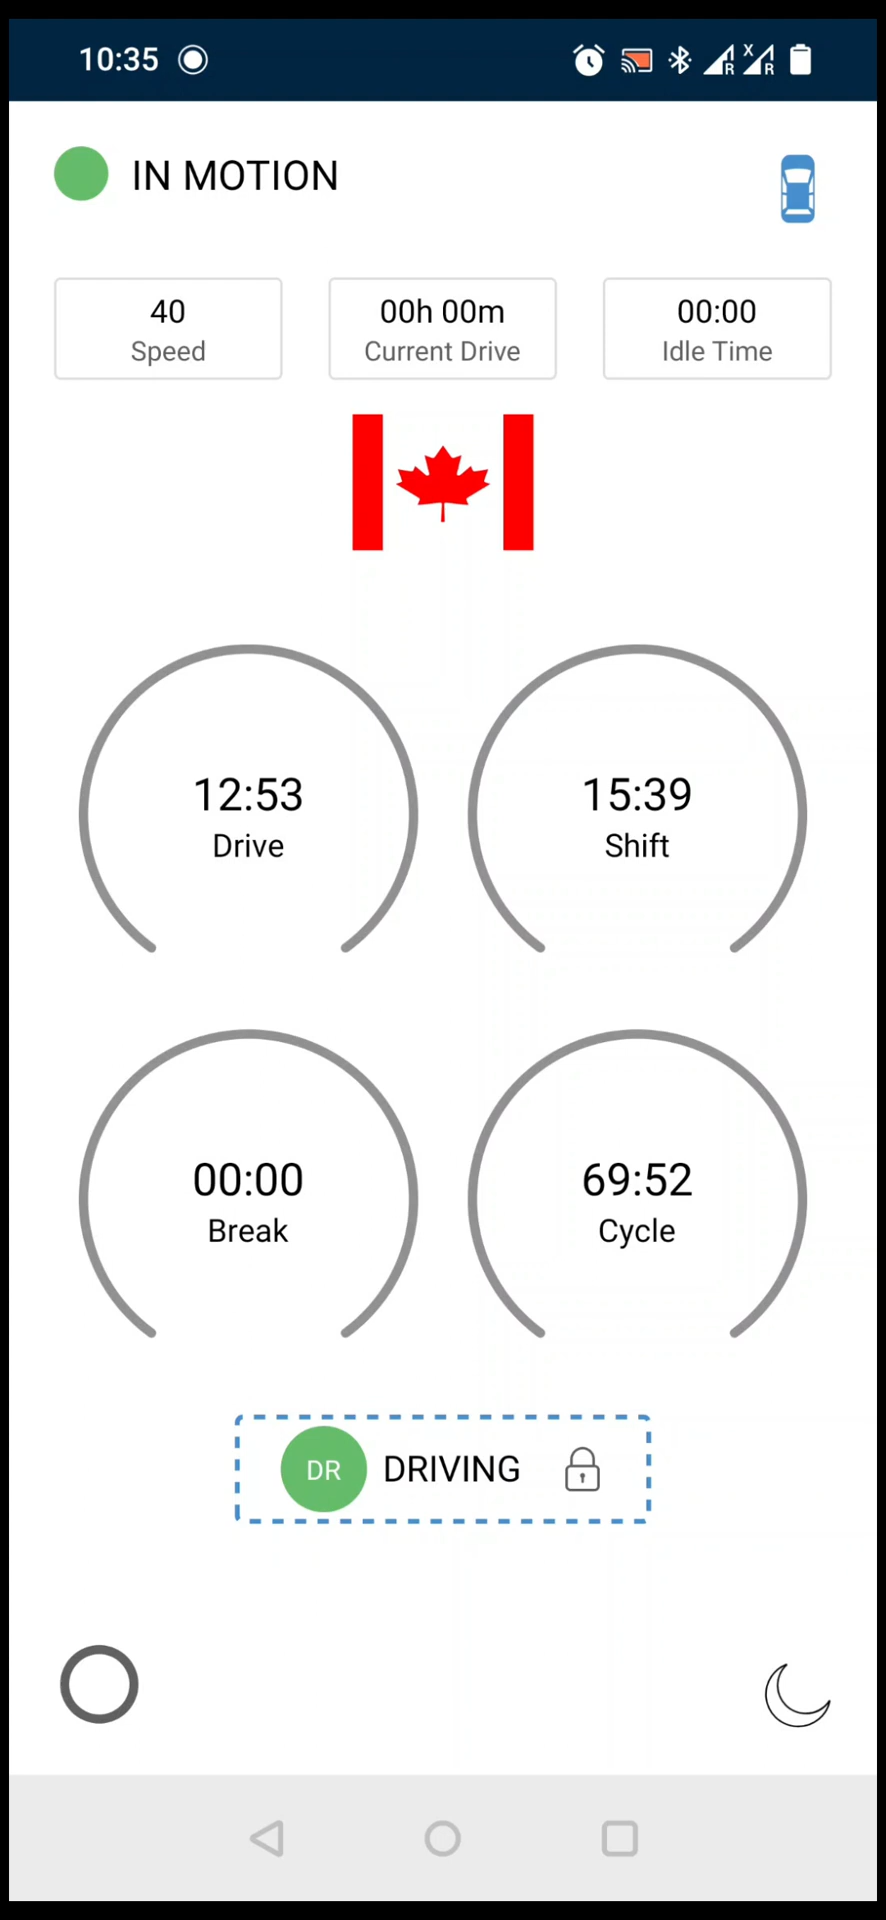 10:35
R X R
IN MOTION
40
Speed
00h 00m
Current Drive
00:00
Idle Time
12:53
Drive
15:39
Shift
00:00
Break
69:52
Cycle
DR DRIVING